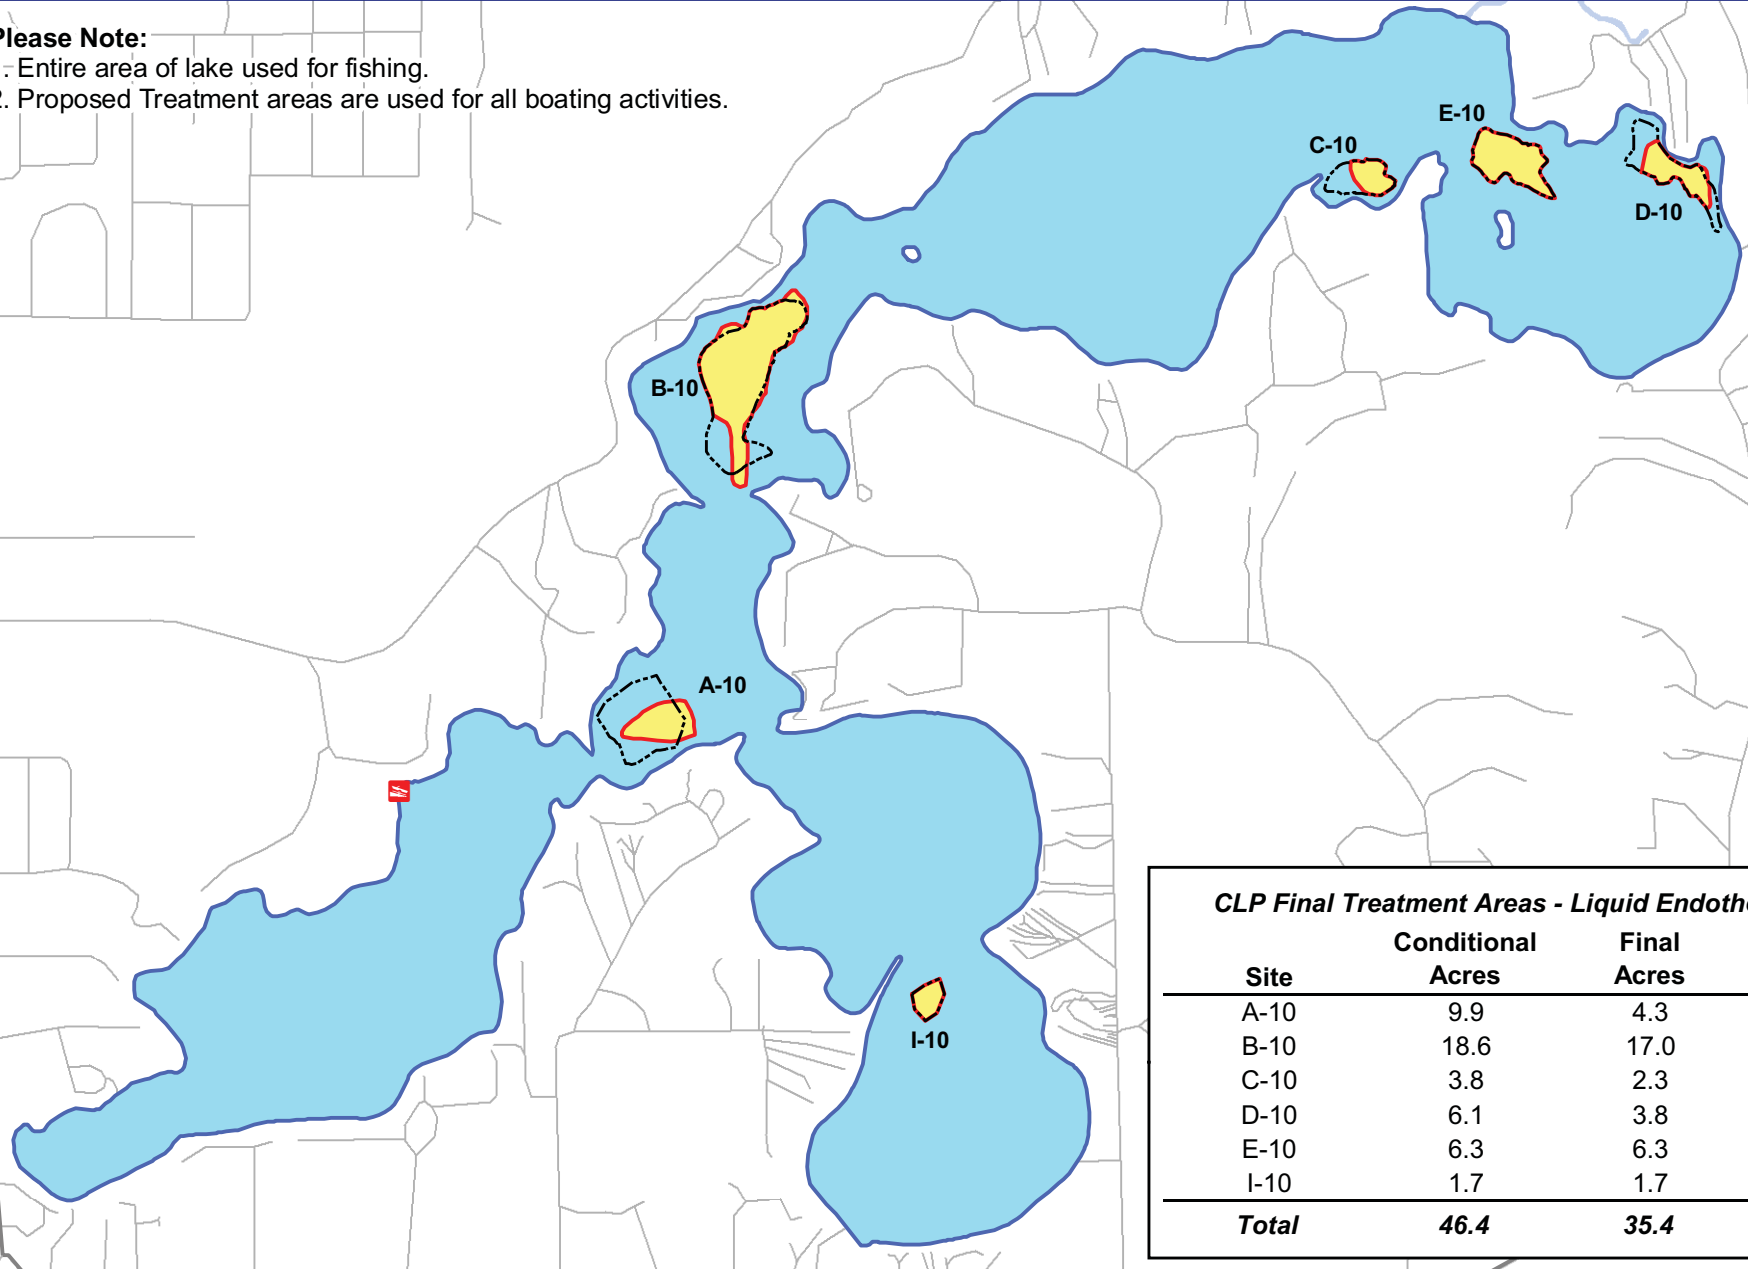 Please Note:
. Entire area of lake used for fishing.
2. Proposed Treatment areas are used for all boating activities.
E-10
C-10
D-10
B-10
A-10
I-10
CLP Final Treatment Areas - Liquid Endoth
Conditional Final
Site Acres Acres
A-10 9.9 4.3
B-10 18.6 17.0
C-10 3.8 2.3
D-10 6.1 3.8
E-10 6.3 6.3
I-10 1.7 1.7
Total 46.4 35.4